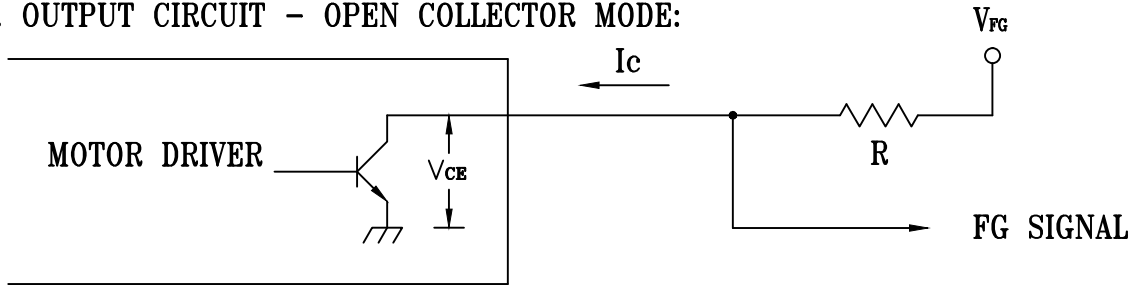 OUTPUT CIRCUIT - OPEN COLLECTOR MODE:
VFG
Ic
MOTOR DRIVER
VCE
R
FG SIGNAL